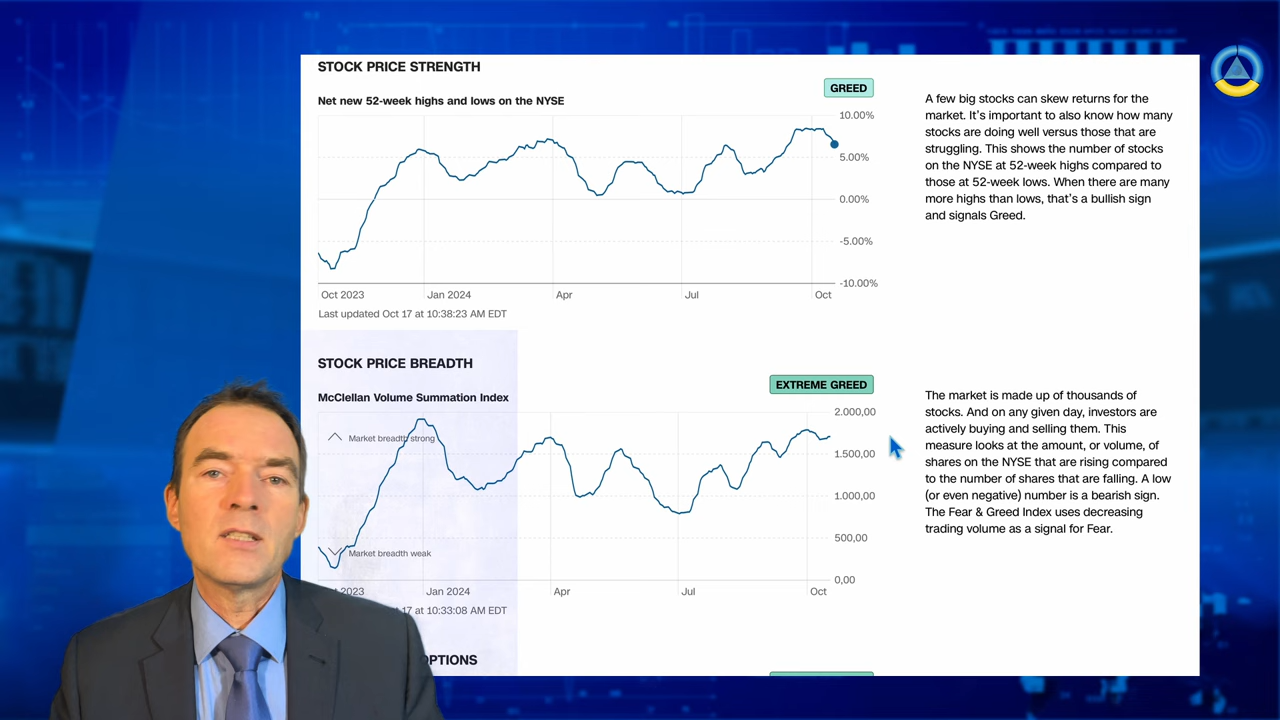 STOCK PRICE STRENGTH
GREED
Net new 52-week highs and lows on the NYSE
10.00%
5.00%
0.00%
-5.00%
-10.00%
Oct 2023
Jan 2024
Apr
Jul
Oct
Last updated Oct 17 at 10:38:23 AM EDT
A few big stocks can skew returns for the
market. It's important to also know how many
stocks are doing well versus those that are
struggling. This shows the number of stocks
on the NYSE at 52-week highs compared to
those at 52-week lows. When there are many
more highs than lows, that's a bullish sign
and signals Greed.
STOCK PRICE BREADTH
EXTREME GREED
McClellan Volume Summation Index
2.000,00
Market breadth strong
1.500,00
1.000,00
500,00
Market breadth weak
0,00
2023
Jan 2024
Apr
Jul
Oct
17 at 10:33:08 AM EDT
The market is made up of thousands of
stocks. And on any given day, investors are
actively buying and selling them. This
measure looks at the amount, or volume, of
shares on the NYSE that are rising compared
to the number of shares that are falling. A low
(or even negative) number is a bearish sign.
The Fear & Greed Index uses decreasing
trading volume as a signal for Fear.
OPTIONS